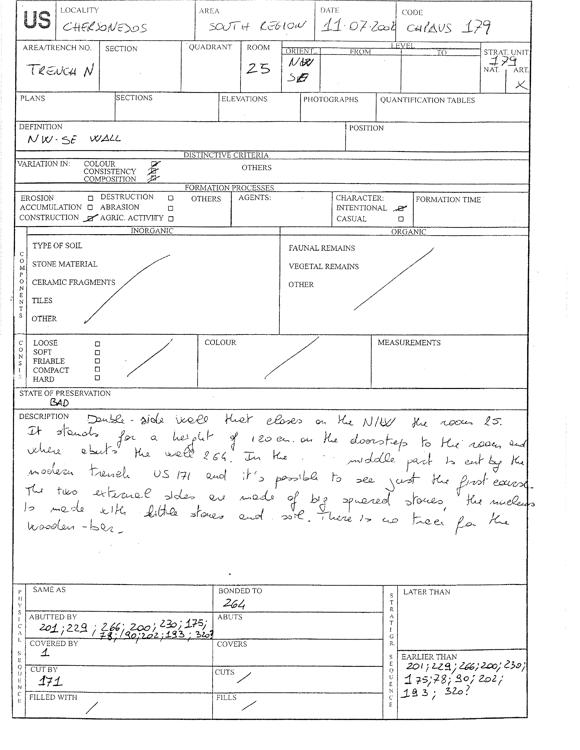 US
LOCALITY
CHERSONESOS
AREA
SOUTH REGION
DATE
11-07-2002
CODE
CHPAUS 179
AREA/TRENCH NO.
TRENCH N
SECTION
QUADRANT
ROOM
25
ORIENT.
NW
SE
LEVEL
FROM
TO
STRAT. UNIT
179
NAT. ART.
X
PLANS
SECTIONS
ELEVATIONS
PHOTOGRAPHS
QUANTIFICATION TABLES
DEFINITION
NW-SE WALL
POSITION
DISTINCTIVE CRITERIA
VARIATION IN: COLOUR
CONSISTENCY
COMPOSITION
OTHERS
FORMATION PROCESSES
EROSION DESTRUCTION
ACCUMULATION ABRASION
CONSTRUCTION AGRIC. ACTIVITY
OTHERS
AGENTS:
CHARACTER:
INTENTIONAL
CASUAL
FORMATION TIME
COMPONENTS
INORGANIC
TYPE OF SOIL
STONE MATERIAL
CERAMIC FRAGMENTS
TILES
OTHER
ORGANIC
FAUNAL REMAINS
VEGETAL REMAINS
OTHER
CONSIS
LOOSE
SOFT
FRIABLE
COMPACT
HARD
COLOUR
MEASUREMENTS
STATE OF PRESERVATION
BAD
DESCRIPTION Double-side wall that closes on the N/W the room 25.
It stands for a height of 120 cm. on the doorstep to the room and
where abuts the wall 264. In the middle part is cut by the
modern trench US 171 and it's possible to see just the first course.
The two external sides are made of big squared stones, the nucleus
is made with little stones and soil. There is no trace for the
wooden-bar.
PHYSICAL SEQUENCE
SAME AS
BONDED TO
264
ABUTTED BY
201; 229; 266; 200; 230; 175;
78; 90; 202; 193; 320?
ABUTS
COVERED BY
1
COVERS
CUT BY
171
CUTS
FILLED WITH
FILLS
STRATIGR. SEQUENCE
LATER THAN
EARLIER THAN
201; 229; 266; 200; 230;
175; 78; 90; 202;
193; 320?